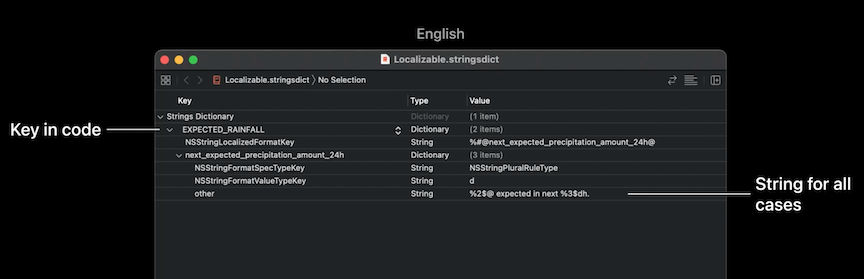 English
Localizable.stringsdict
Localizable.stringsdict 〉No Selection
Key Type Value
Strings Dictionary Dictionary (1 item)
Key in code
EXPECTED_RAINFALL Dictionary (2 items)
NSStringLocalizedFormatKey String %#@next_expected_precipitation_amount_24h@
next_expected_precipitation_amount_24h Dictionary (3 items)
NSStringFormatSpecTypeKey String NSStringPluralRuleType
NSStringFormatValueTypeKey String d
other String %2$@ expected in next %3$dh.
String for all
cases